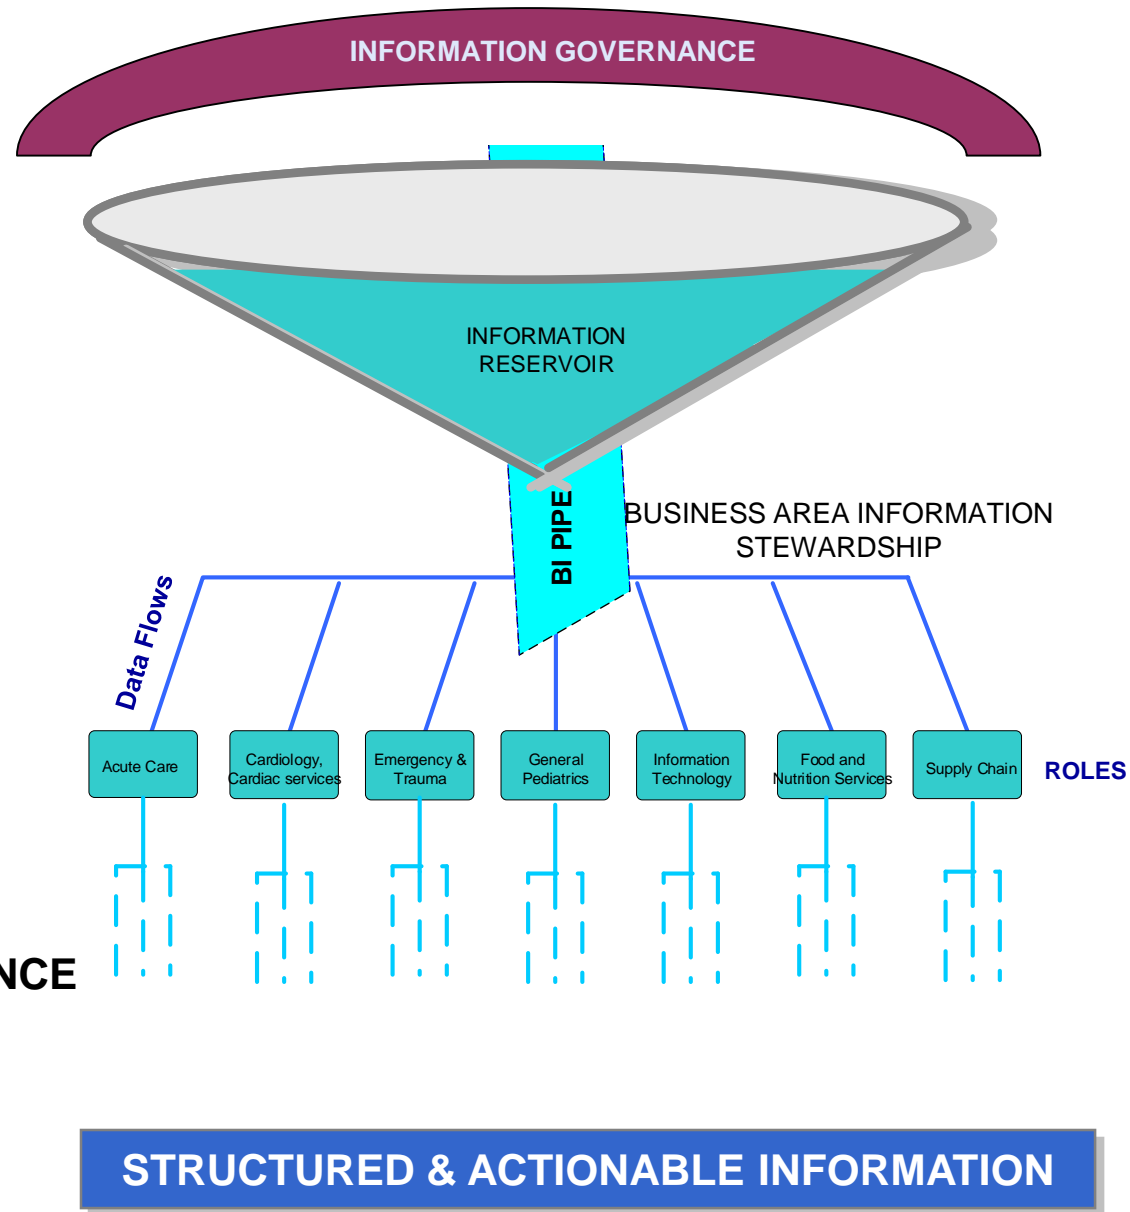 INFORMATION GOVERNANCE
INFORMATION
RESERVOIR
BI PIPE
BUSINESS AREA INFORMATION
STEWARDSHIP
Data Flows
Acute Care
Cardiology,
Cardiac services
Emergency &
Trauma
General
Pediatrics
Information
Technology
Food and
Nutrition Services
Supply Chain
ROLES
NCE
STRUCTURED & ACTIONABLE INFORMATION